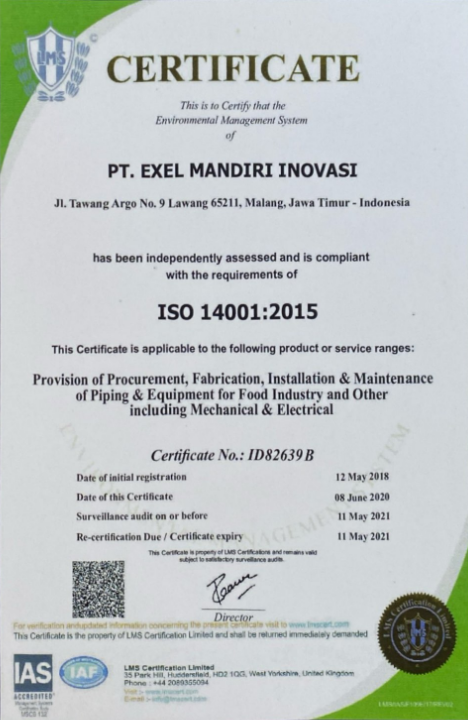 LMS
CERTIFICATE
This is to Certify that the
Environmental Management System
of
PT. EXEL MANDIRI INOVASI
Jl. Tawang Argo No. 9 Lawang 65211, Malang, Jawa Timur - Indonesia
has been independently assessed and is compliant
with the requirements of
ISO 14001:2015
This Certificate is applicable to the following product or service ranges:
Provision of Procurement, Fabrication, Installation & Maintenance
of Piping & Equipment for Food Industry and Other
including Mechanical & Electrical
Certificate No.: ID82639B
Date of initial registration 12 May 2018
Date of this Certificate 08 June 2020
Surveillance audit on or before 11 May 2021
Re-certification Due / Certificate expiry 11 May 2021
This Certificate is property of LMS Certifications and remains valid
subject to satisfactory surveillance audits.
Director
For verification and updated information concerning the present certificate visit to www.lmscert.com
This Certificate is the property of LMS Certification Limited and shall be returned immediately demanded
IAS
ACCREDITED
Management Systems
Certification Body
MSCB-132
IAF
LMS Certification Limited
35 Park Hill, Huddersfield, HD2 1QG, West Yorkshire, United Kingdom
Phone : +44 2089355094
Visit :- www.lmscert.com
E-mail :- info@lmscert.com
LMS Certification Limited
LMS